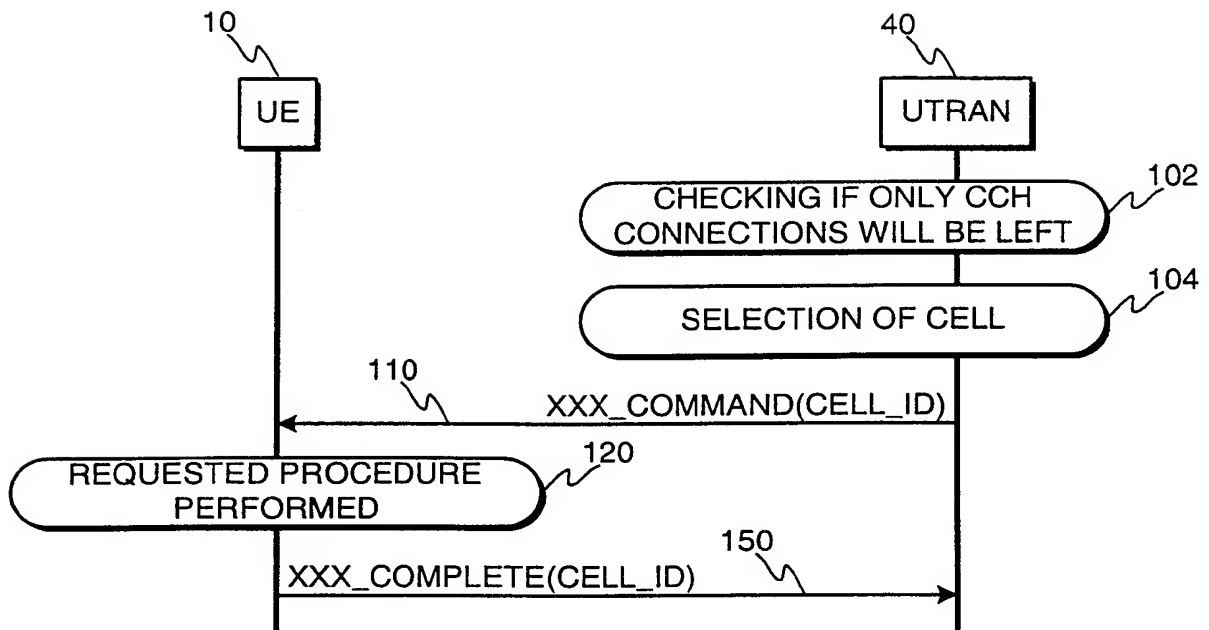 10
40
UE
UTRAN
102
CHECKING IF ONLY CCH
CONNECTIONS WILL BE LEFT
104
SELECTION OF CELL
110
XXX_COMMAND(CELL_ID)
120
REQUESTED PROCEDURE
PERFORMED
150
XXX_COMPLETE(CELL_ID)